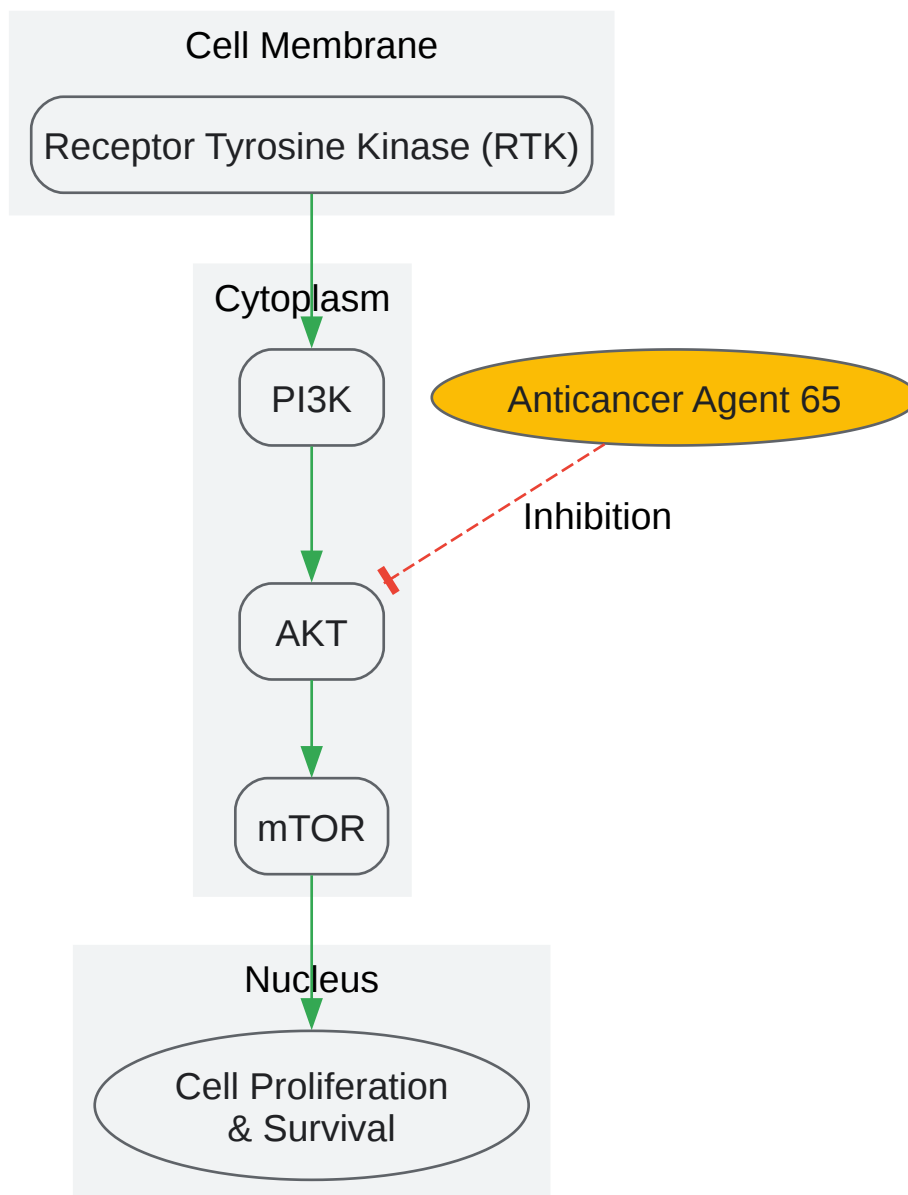 Cell Membrane
Receptor Tyrosine Kinase (RTK)
Cytoplasm
PI3K
Anticancer Agent 65
Inhibition
AKT
mTOR
Nucleus
Cell Proliferation
& Survival